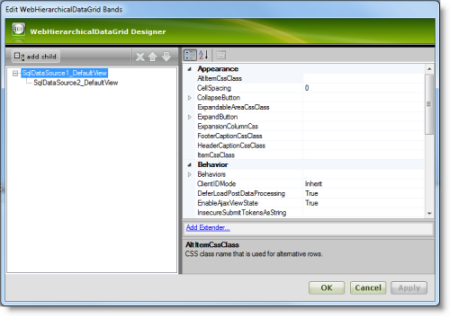 Edit WebHierarchicalDataGrid Bands
WebHierarchicalDataGrid Designer
add child
SqlDataSource1_DefaultView
SqlDataSource2_DefaultView
Appearance
AltItemCssClass
CellSpacing 0
CollapseButton
ExpandableAreaCssClass
ExpandButton
ExpansionColumnCss
FooterCaptionCssClass
HeaderCaptionCssClass
ItemCssClass
Behavior
Behaviors
ClientIDMode Inherit
DeferLoadPostDataProcessing True
EnableAjaxViewState True
InsecureSubmitTokensAsString
Add Extender...
AltItemCssClass
CSS class name that is used for alternative rows.
OK Cancel Apply